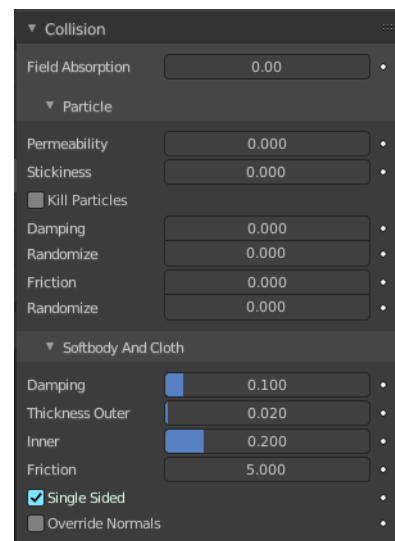 Collision
Field Absorption 0.00
Particle
Permeability 0.000
Stickiness 0.000
Kill Particles
Damping 0.000
Randomize 0.000
Friction 0.000
Randomize 0.000
Softbody And Cloth
Damping 0.100
Thickness Outer 0.020
Inner 0.200
Friction 5.000
Single Sided
Override Normals